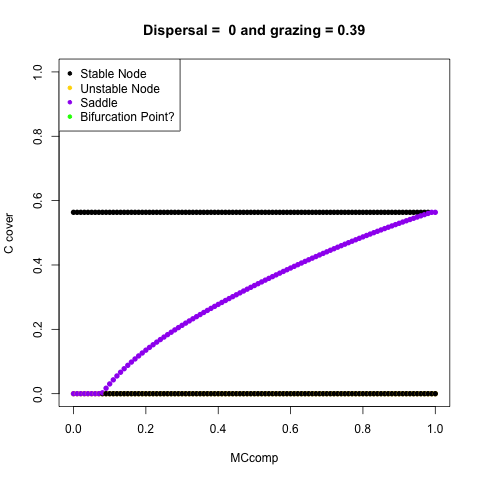 Dispersal =  0 and grazing = 0.39
Stable Node
Unstable Node
Saddle
Bifurcation Point?
1.0
0.8
0.6
0.4
0.2
0.0
C cover
0.0 0.2 0.4 0.6 0.8 1.0
MCcomp